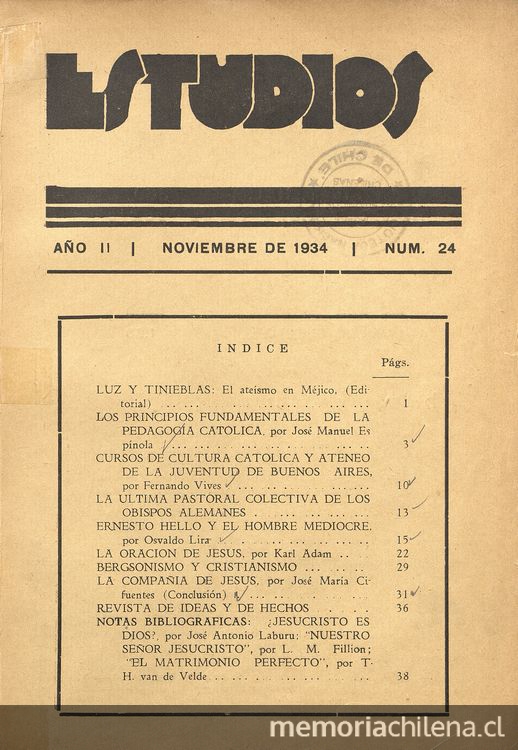 ESTUDIOS
DE CHILE
AÑO II | NOVIEMBRE DE 1934 | NUM. 24
INDICE
Págs.
LUZ Y TINIEBLAS: El ateísmo en Méjico. (Edi-
torial) .. ... ... ... ... ... ... 1
LOS PRINCIPIOS FUNDAMENTALES DE LA
PEDAGOGÍA CATOLICA, por José Manuel Es
pínola ... ... ... ... ... ... 3
CURSOS DE CULTURA CATOLICA Y ATENEO
DE LA JUVENTUD DE BUENOS AIRES,
por Fernando Vives ... ... ... ... 10
LA ULTIMA PASTORAL COLECTIVA DE LOS
OBISPOS ALEMANES . ... ... ... ... 13
ERNESTO HELLO Y EL HOMBRE MEDIOCRE.
por Osvaldo Lira ... ... ... ... 15
LA ORACION DE JESUS, por Karl Adam .. .. 22
BERGSONISMO Y CRISTIANISMO ... ... .. 29
LA COMPAÑIA DE JESUS, por José María Ci-
fuentes (Conclusión) ... ... ... ... 31
REVISTA DE IDEAS Y DE HECHOS . . . . 36
NOTAS BIBLIOGRAFICAS: ¿JESUCRISTO ES
DIOS?, por José Antonio Laburu; "NUESTRO
SEÑOR JESUCRISTO", por L. M. Fillion;
"EL MATRIMONIO PERFECTO", por T-
H. van de Velde ... ... ... ... ... 38
memoriachilena.cl